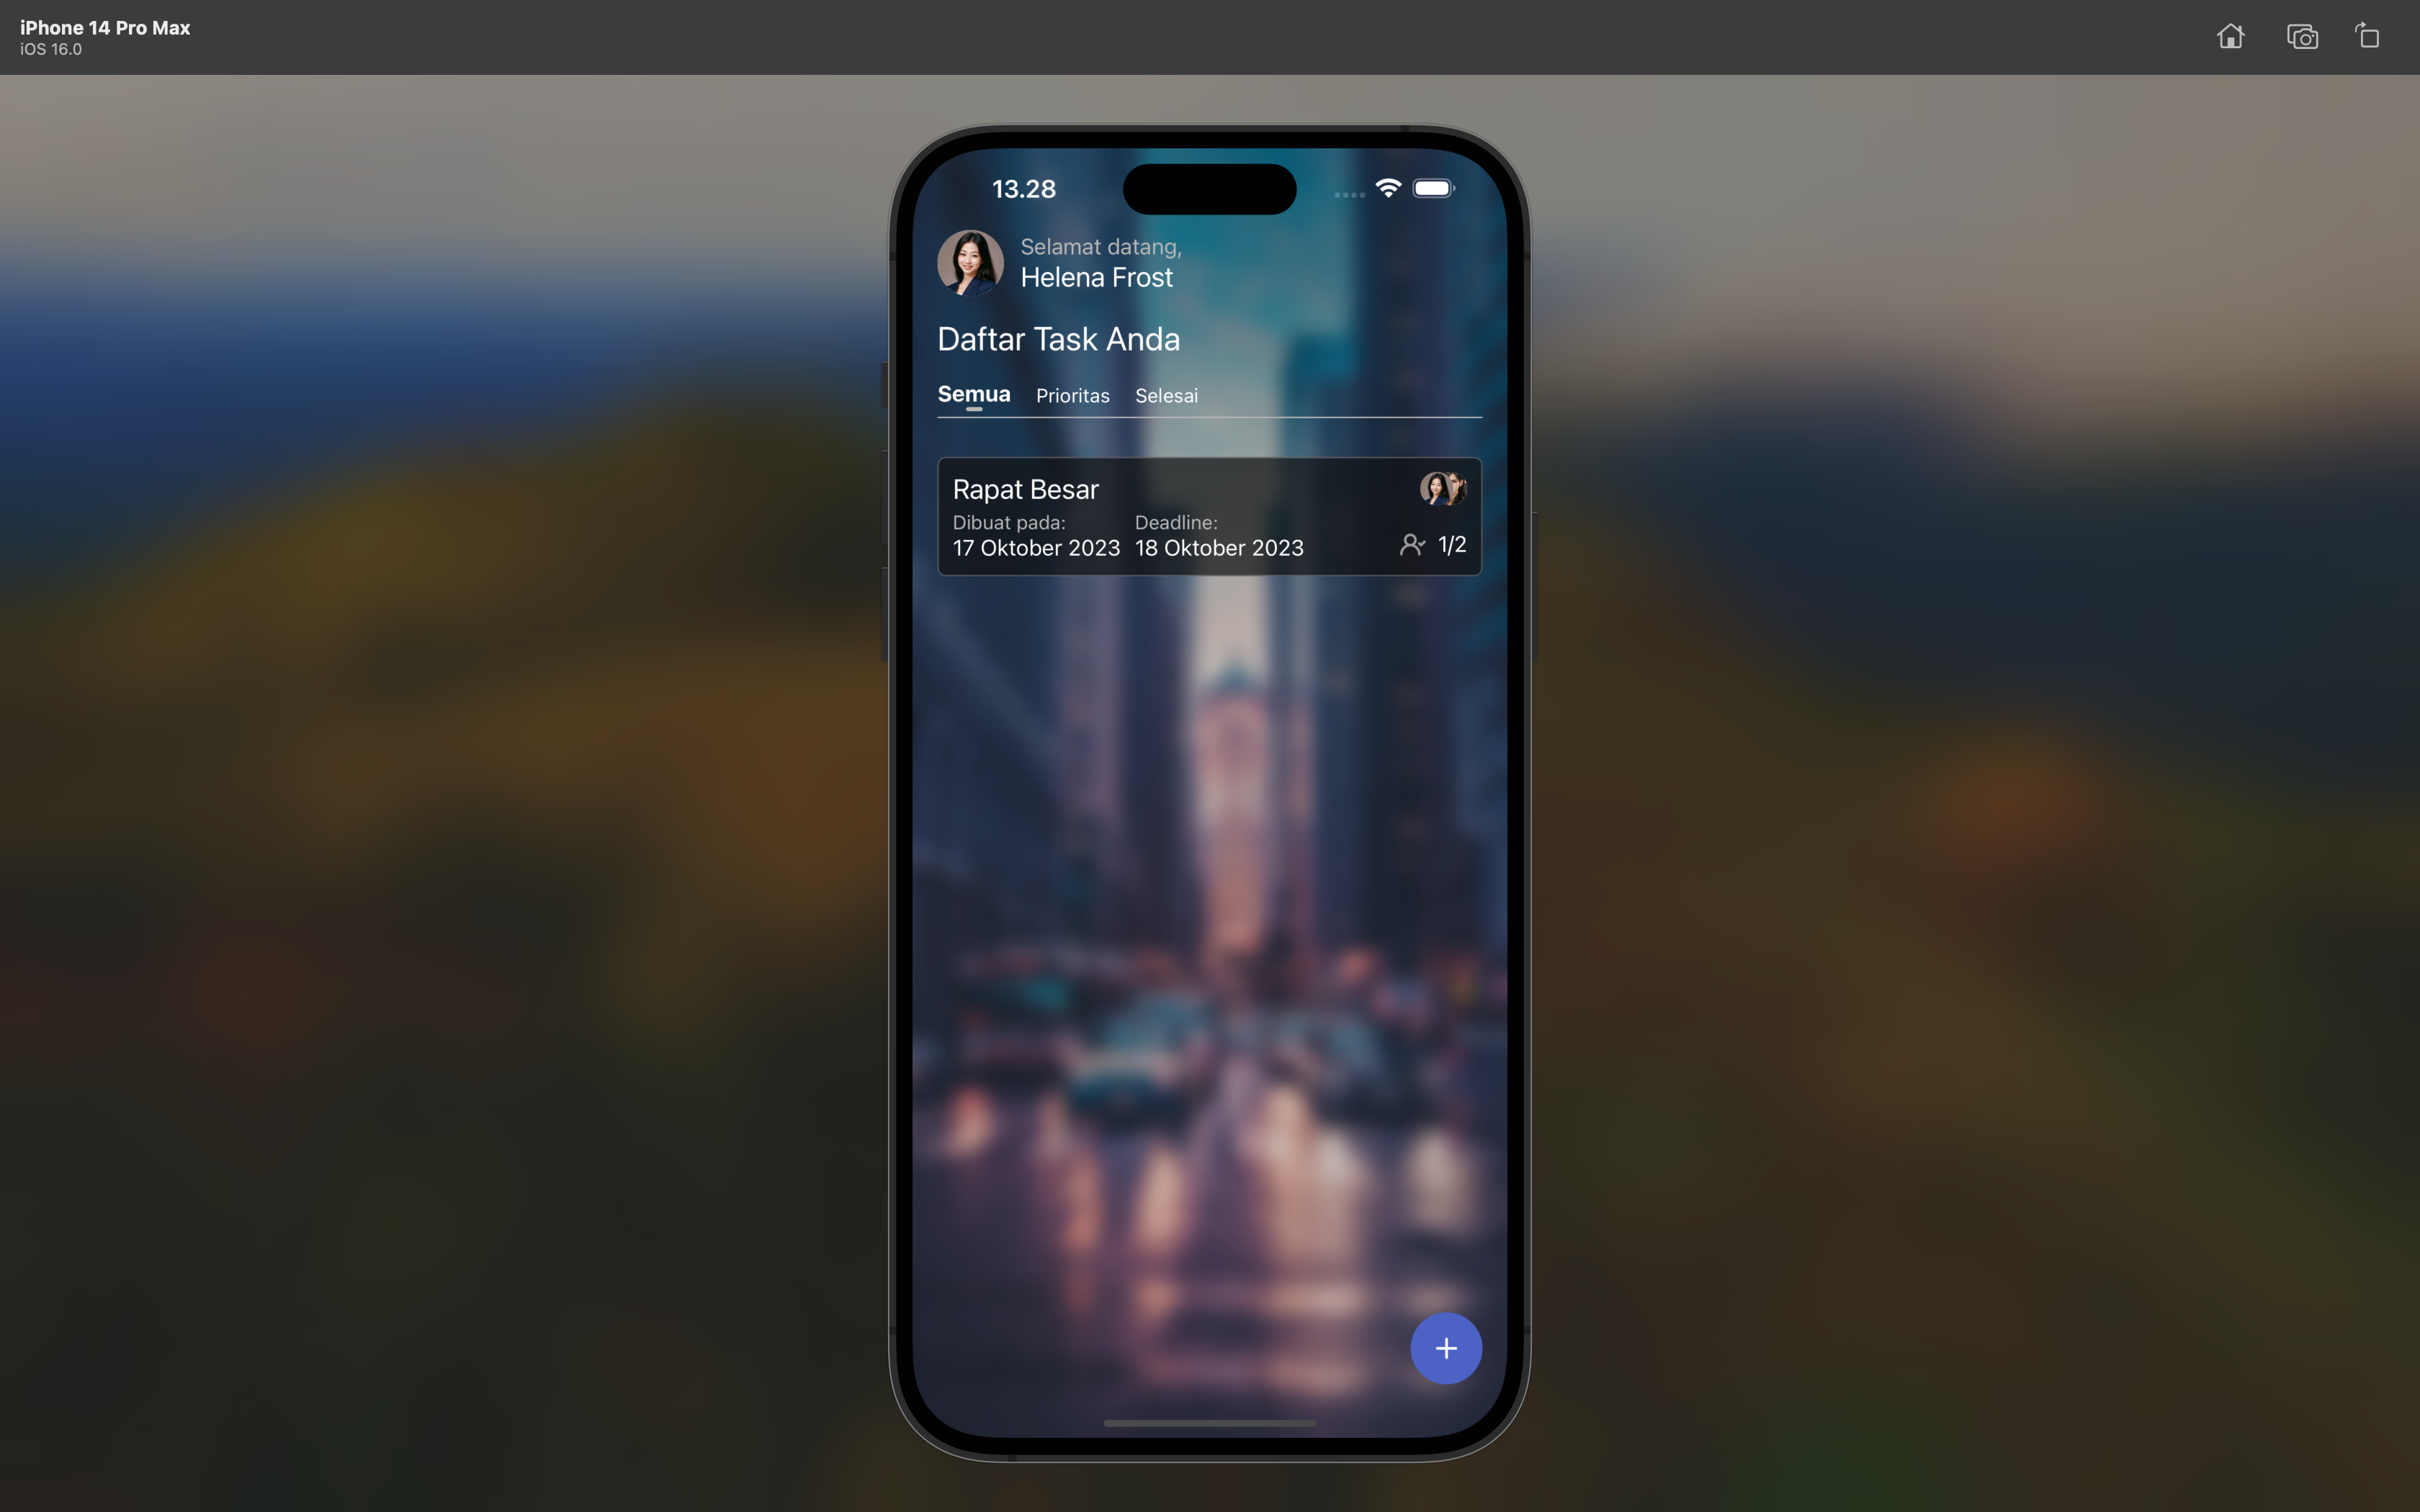 iPhone 14 Pro Max
iOS 16.0
13.28
Selamat datang,
Helena Frost
Daftar Task Anda
Semua Prioritas Selesai
Rapat Besar
Dibuat pada: Deadline:
17 Oktober 2023 18 Oktober 2023 1/2